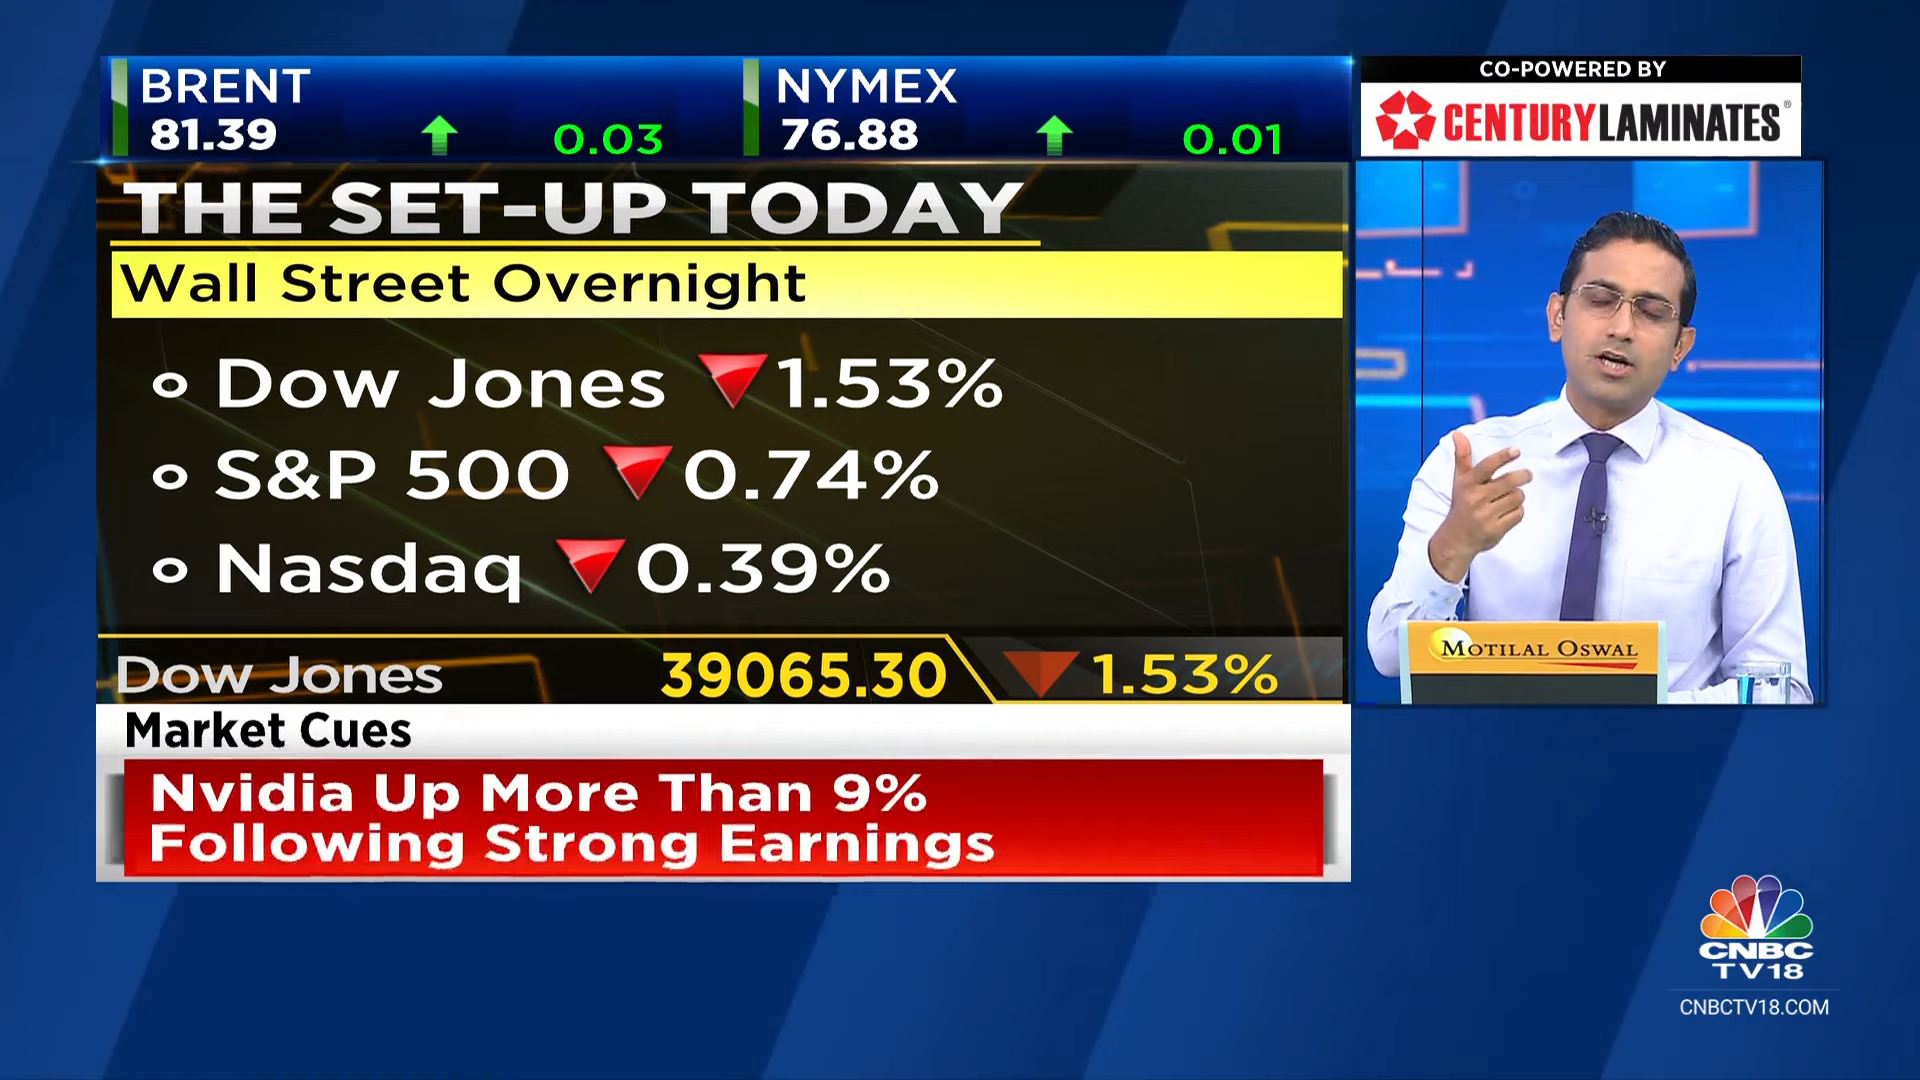 BRENT
81.39 0.03
NYMEX
76.88 0.01
CO-POWERED BY
CENTURYLAMINATES®
THE SET-UP TODAY
Wall Street Overnight
Dow Jones 1.53%
S&P 500 0.74%
Nasdaq 0.39%
Dow Jones 39065.30 1.53%
MOTILAL OSWAL
Market Cues
Nvidia Up More Than 9%
Following Strong Earnings
CNBC
TV18
CNBCTV18.COM